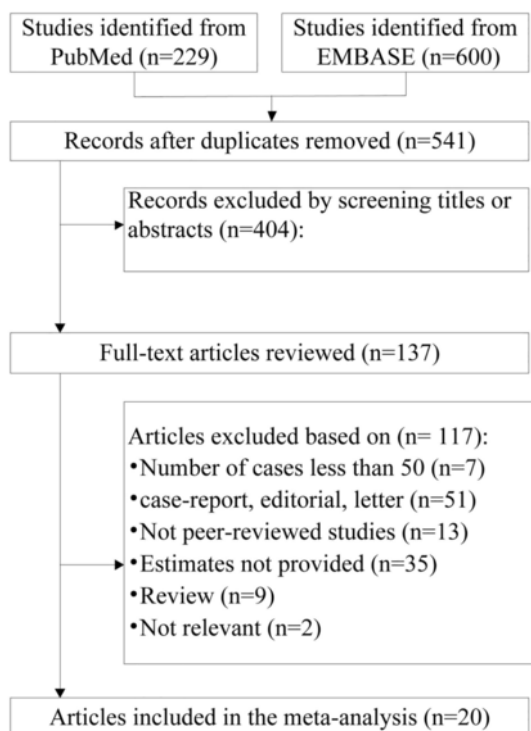 Studies identified from
PubMed (n=229)
Studies identified from
EMBASE (n=600)
Records after duplicates removed (n=541)
Records excluded by screening titles or
abstracts (n=404):
Full-text articles reviewed (n=137)
Articles excluded based on (n= 117):
•Number of cases less than 50 (n=7)
•case-report, editorial, letter (n=51)
•Not peer-reviewed studies (n=13)
•Estimates not provided (n=35)
•Review (n=9)
•Not relevant (n=2)
Articles included in the meta-analysis (n=20)